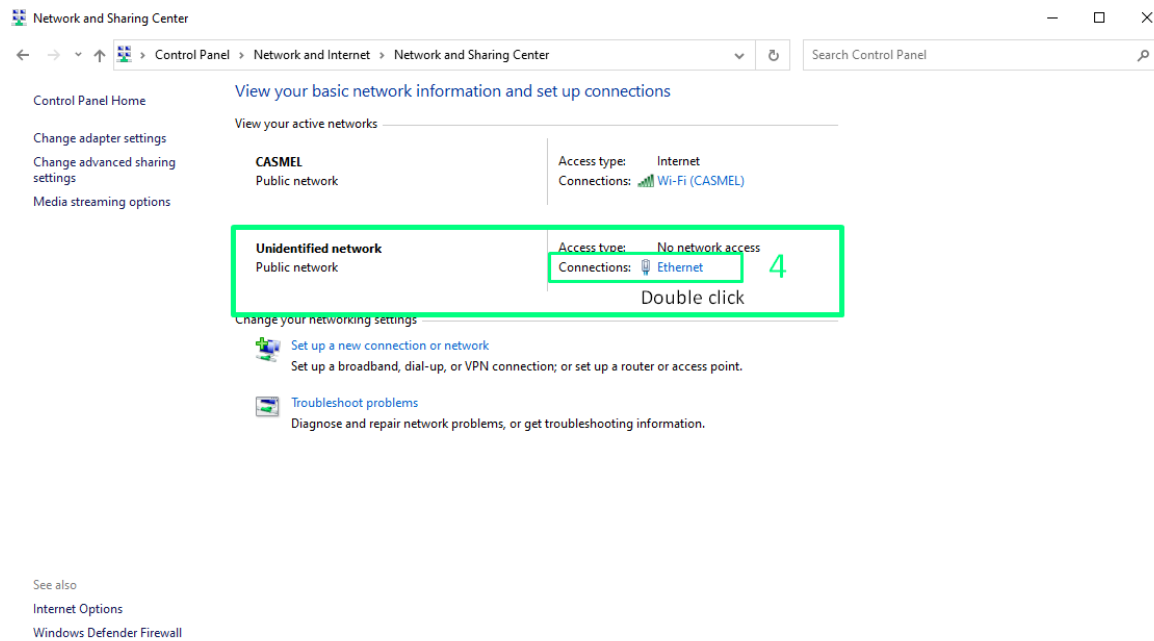 Network and Sharing Center
Control Panel > Network and Internet > Network and Sharing Center
Search Control Panel
Control Panel Home
Change adapter settings
Change advanced sharing
settings
Media streaming options
See also
Internet Options
Windows Defender Firewall
View your basic network information and set up connections
View your active networks
CASMEL
Public network
Access type: Internet
Connections: Wi-Fi (CASMEL)
Unidentified network
Public network
Access type: No network access
Connections: Ethernet
4
Double click
Change your networking settings
Set up a new connection or network
Set up a broadband, dial-up, or VPN connection; or set up a router or access point.
Troubleshoot problems
Diagnose and repair network problems, or get troubleshooting information.